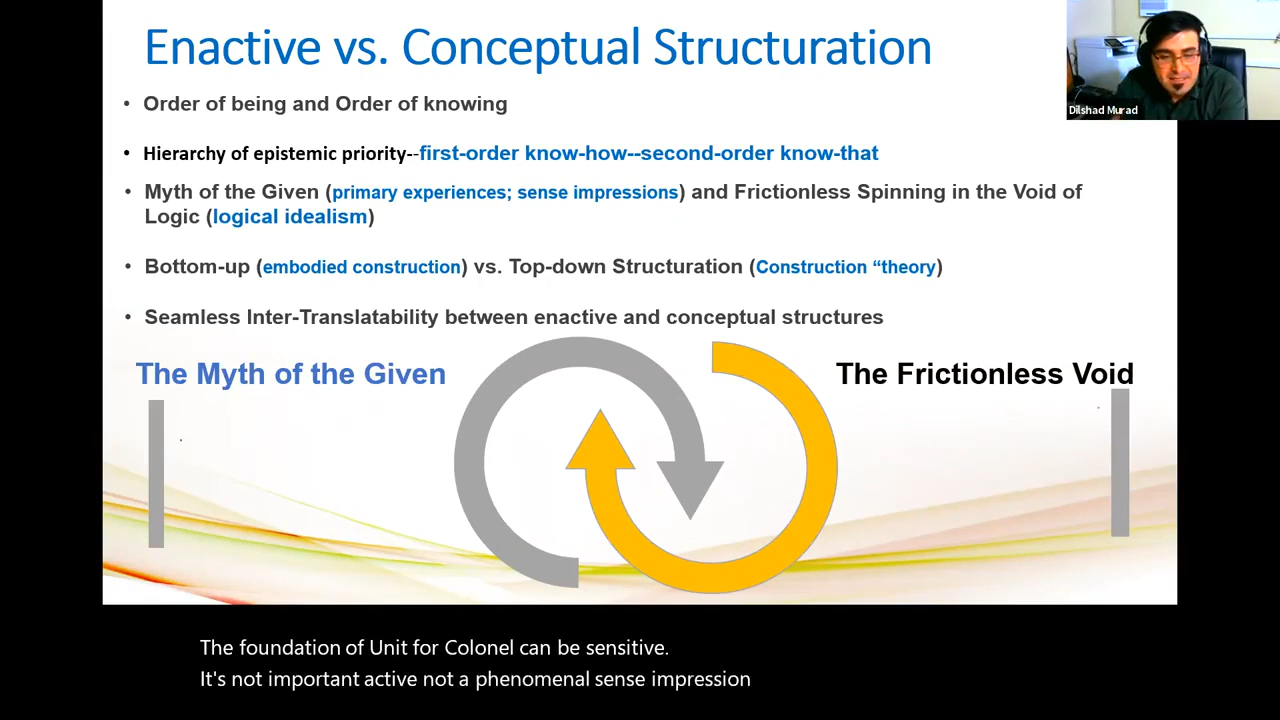 Enactive vs. Conceptual Structuration
• Order of being and Order of knowing
• Hierarchy of epistemic priority--first-order know-how--second-order know-that
• Myth of the Given (primary experiences; sense impressions) and Frictionless Spinning in the Void of
Logic (logical idealism)
• Bottom-up (embodied construction) vs. Top-down Structuration (Construction “theory)
• Seamless Inter-Translatability between enactive and conceptual structures
The Myth of the Given
The Frictionless Void
Dilshad Murad
The foundation of Unit for Colonel can be sensitive.
It's not important active not a phenomenal sense impression